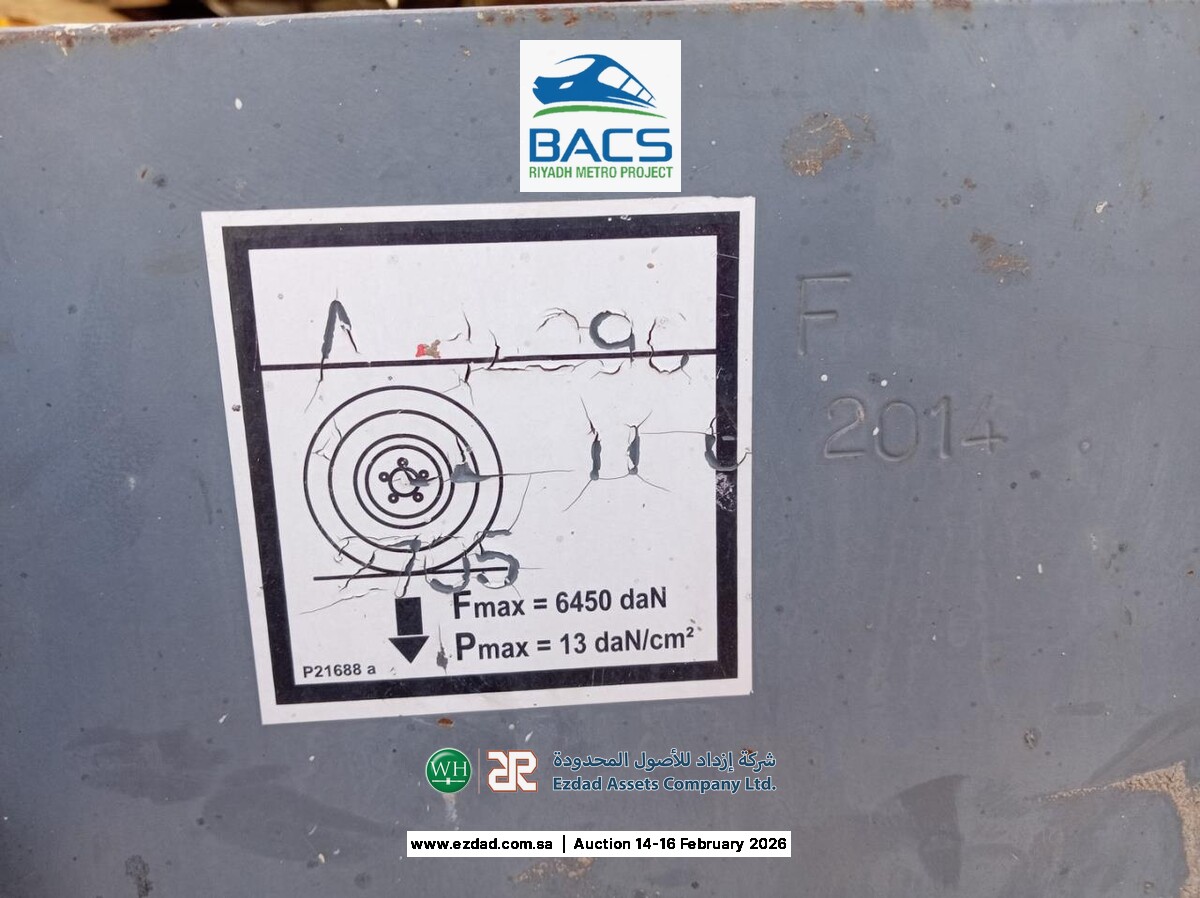 BACS
RIYADH METRO PROJECT
F
2014
Fmax = 6450 daN
Pmax = 13 daN/cm²
P21688 a
WH
شركة إزداد للأصول المحدودة
Ezdad Assets Company Ltd.
www.ezdad.com.sa | Auction 14-16 February 2026